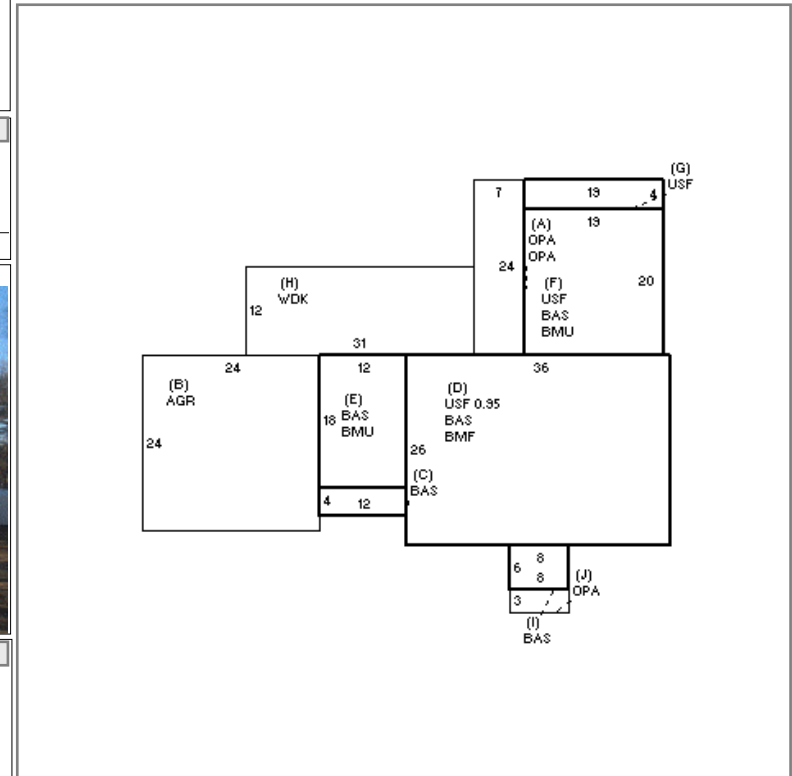 (G)
USF
7
19
4
(A)
OPA
OPA
19
24
(F)
USF
BAS
BMU
20
(H)
WDK
12
31
24
12
36
(B)
AGR
(D)
USF 0.95
BAS
BMF
(E)
BAS
BMU
18
24
26
(C)
BAS
4
12
8
6
8
(J)
OPA
3
(I)
BAS